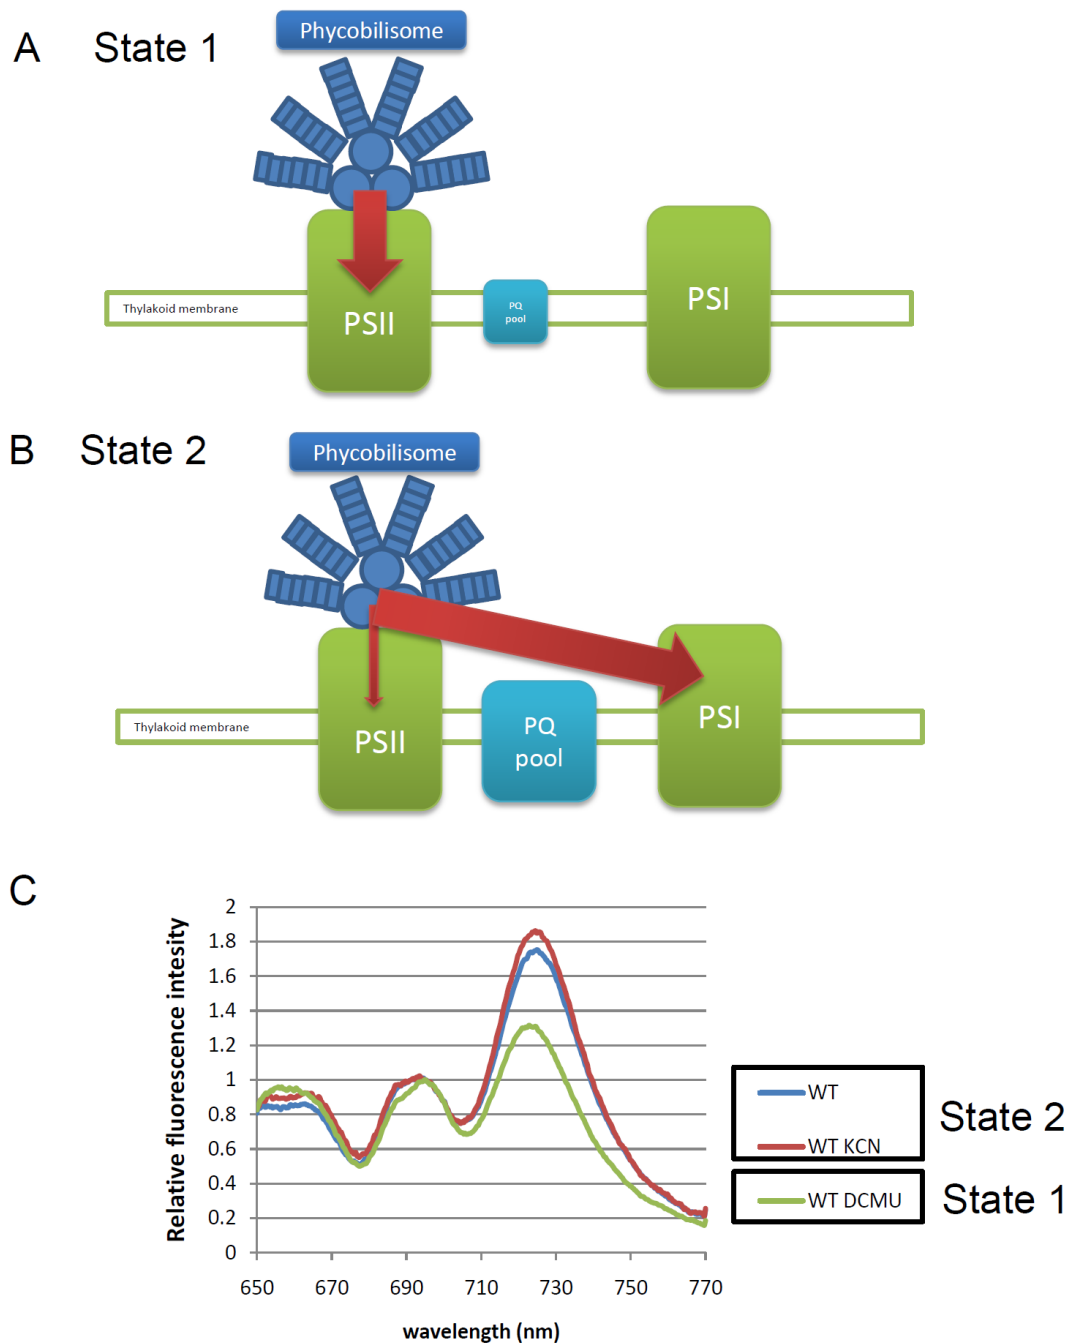 A State 1
Phycobilisome
Thylakoid membrane
PSII
PQ
pool
PSI
B State 2
Phycobilisome
Thylakoid membrane
PSII
PQ
pool
PSI
C
Relative fluorescence intesity
2
1.8
1.6
1.4
1.2
1
0.8
0.6
0.4
0.2
0
650 670 690 710 730 750 770
wavelength (nm)
WT
WT KCN
State 2
WT DCMU
State 1